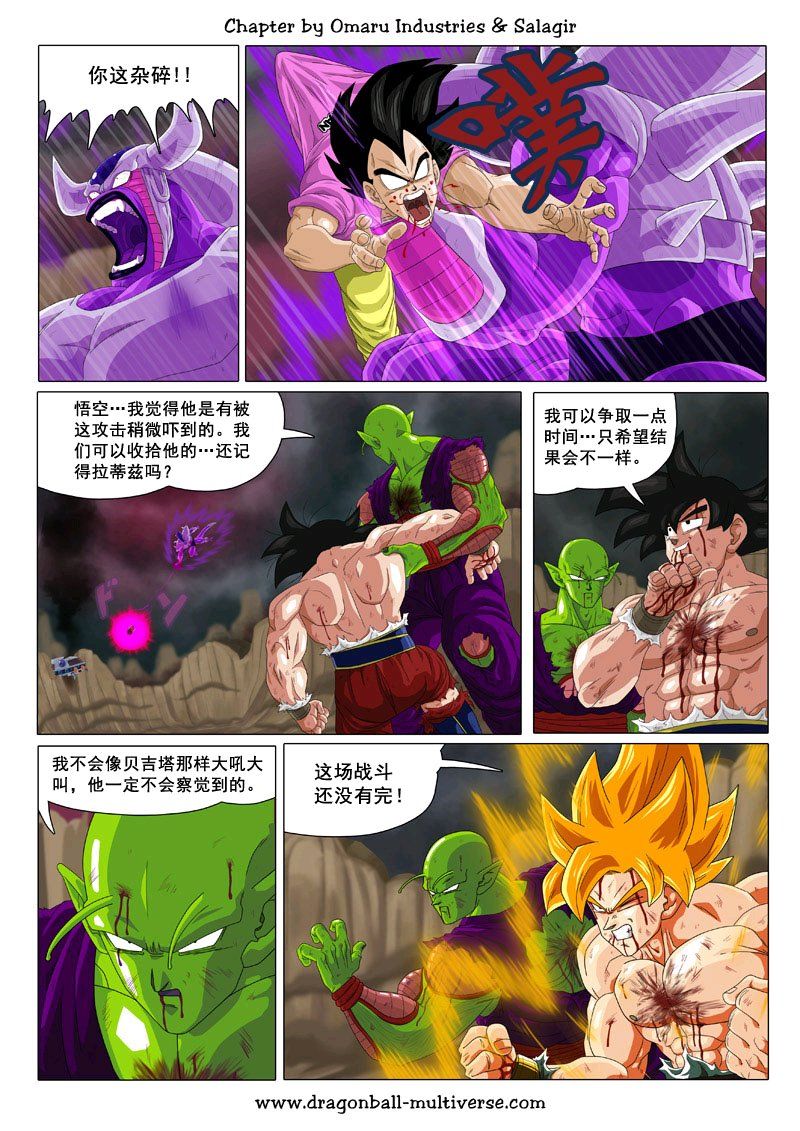 Chapter by Omaru Industries & Salagir
你这杂碎!!
噗
悟空…我觉得他是有被
这攻击稍微吓到的。我
们可以收拾他的…还记
得拉蒂兹吗?
ドン
我可以争取一点
时间…只希望结
果会不一样。
我不会像贝吉塔那样大吼大
叫，他一定不会察觉到的。
这场战斗
还没有完!
www.dragonball-multiverse.com